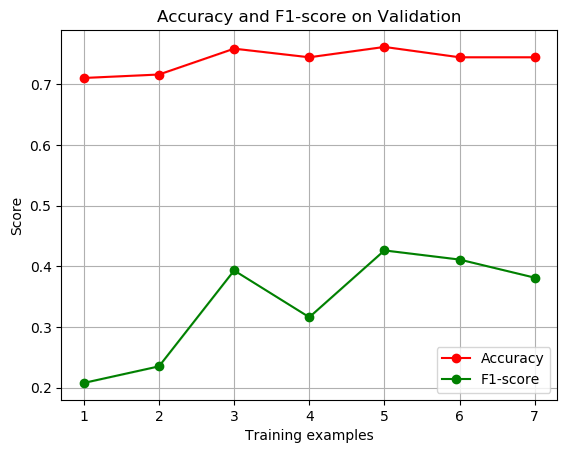 Accuracy and F1-score on Validation
Score
0.7
0.6
0.5
0.4
0.3
0.2
Accuracy
F1-score
1 2 3 4 5 6 7
Training examples